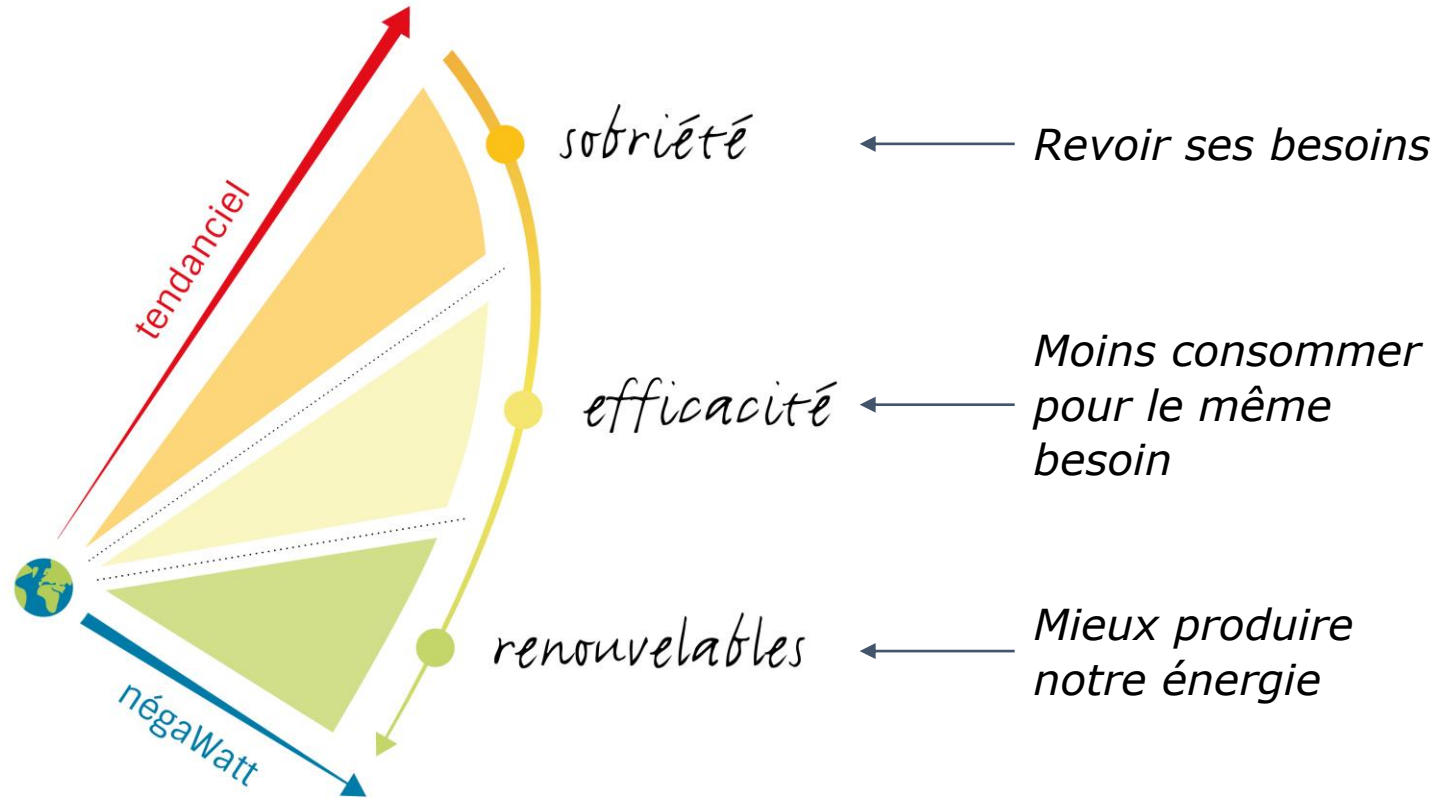 tendanciel
sobriété
Revoir ses besoins
efficacité
Moins consommer
pour le même
besoin
renouvelables
Mieux produire
notre énergie
négaWatt